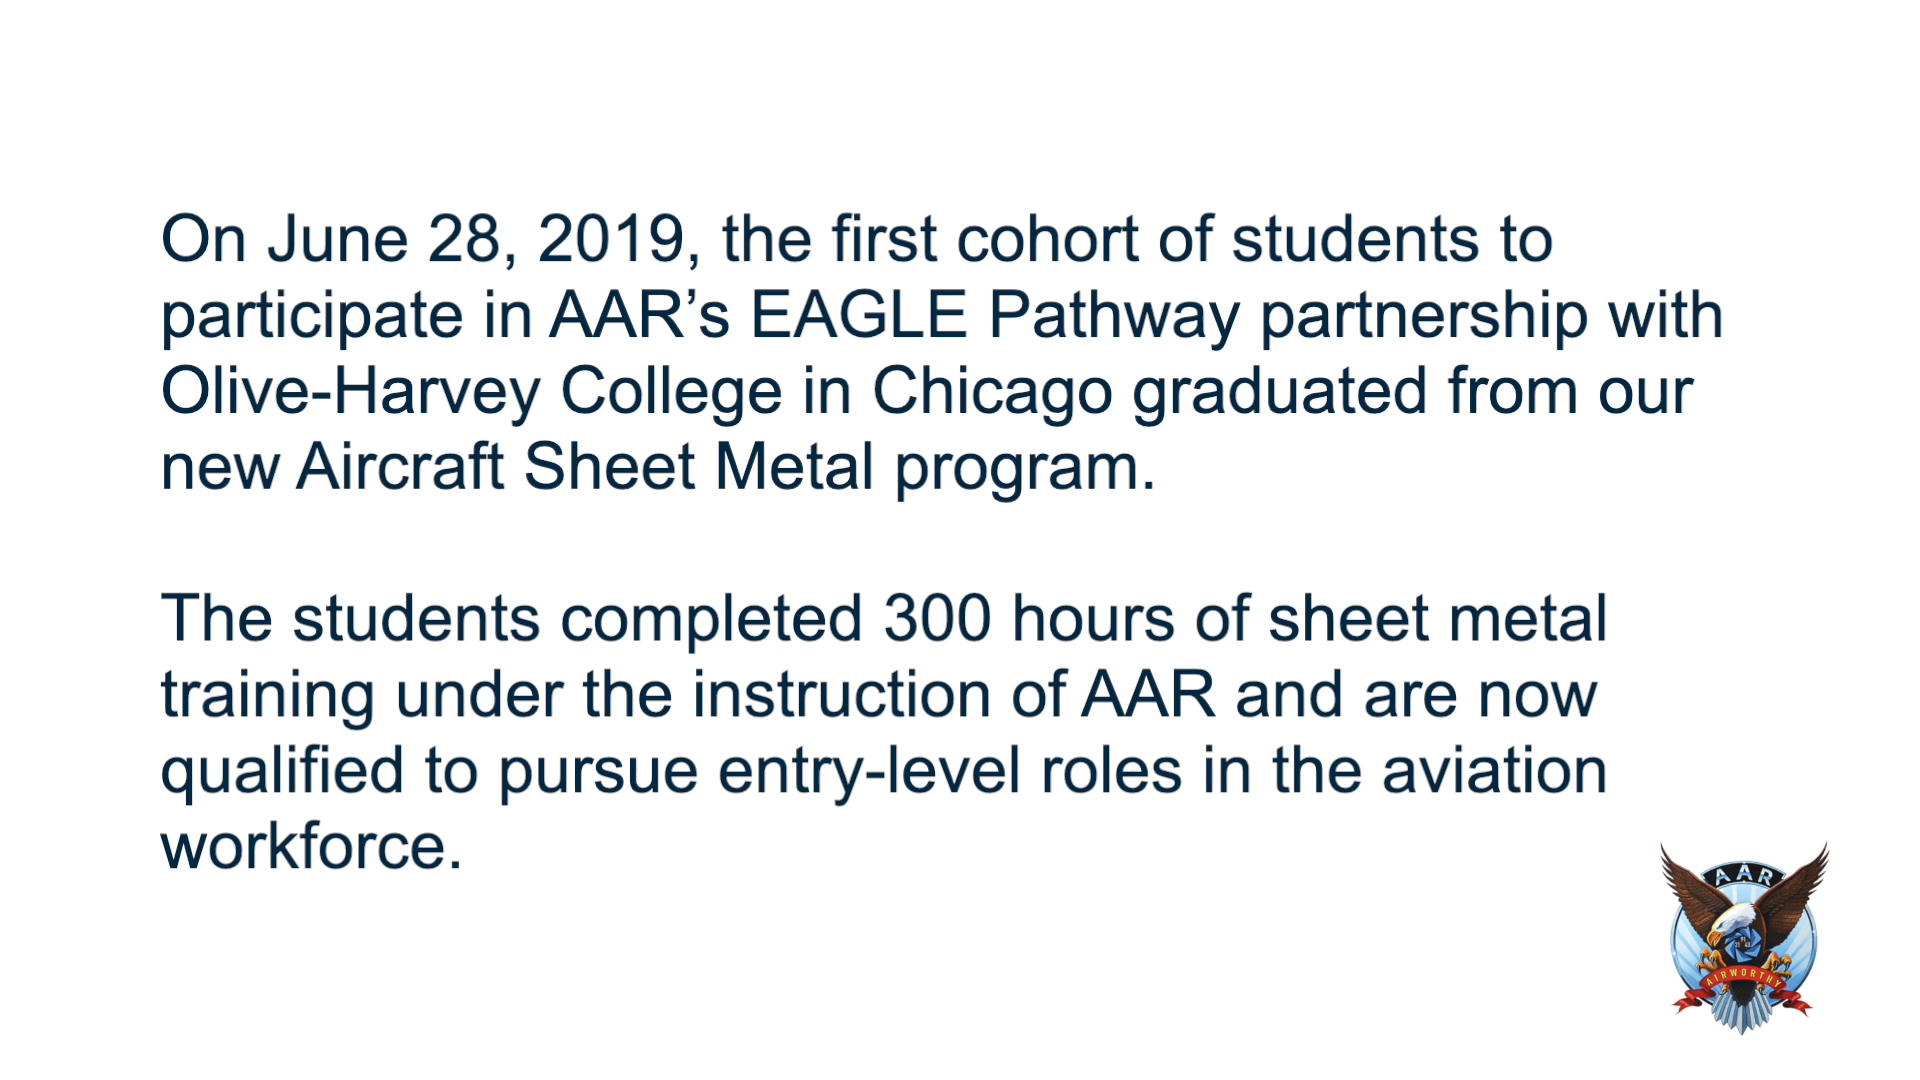 On June 28, 2019, the first cohort of students to
participate in AAR’s EAGLE Pathway partnership with
Olive-Harvey College in Chicago graduated from our
new Aircraft Sheet Metal program.
The students completed 300 hours of sheet metal
training under the instruction of AAR and are now
qualified to pursue entry-level roles in the aviation
workforce.
AAR
AIRWORTHY